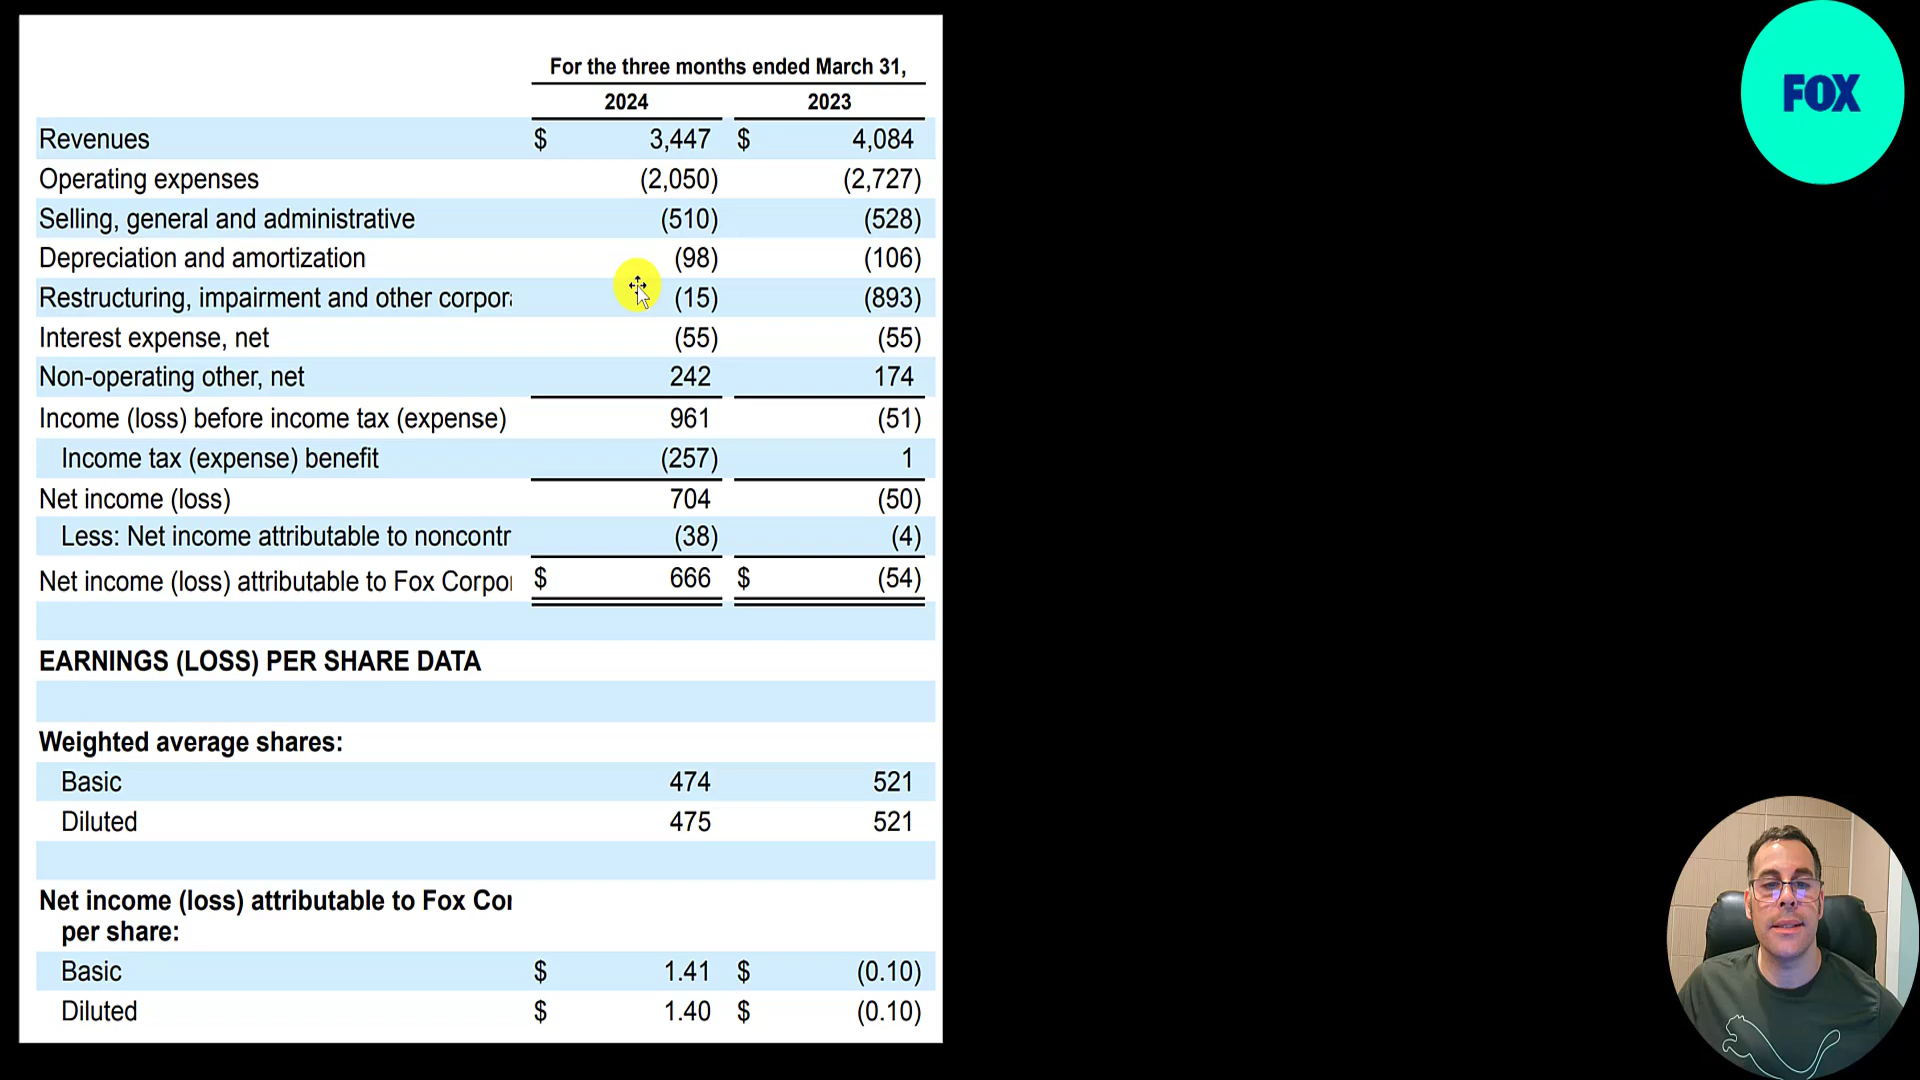 For the three months ended March 31,
2024 2023
Revenues $ 3,447 $ 4,084
Operating expenses (2,050) (2,727)
Selling, general and administrative (510) (528)
Depreciation and amortization (98) (106)
Restructuring, impairment and other corpor (15) (893)
Interest expense, net (55) (55)
Non-operating other, net 242 174
Income (loss) before income tax (expense) 961 (51)
Income tax (expense) benefit (257) 1
Net income (loss) 704 (50)
Less: Net income attributable to noncontr (38) (4)
Net income (loss) attributable to Fox Corpor $ 666 $ (54)
EARNINGS (LOSS) PER SHARE DATA
Weighted average shares:
Basic 474 521
Diluted 475 521
Net income (loss) attributable to Fox Cor
per share:
Basic $ 1.41 $ (0.10)
Diluted $ 1.40 $ (0.10)
FOX